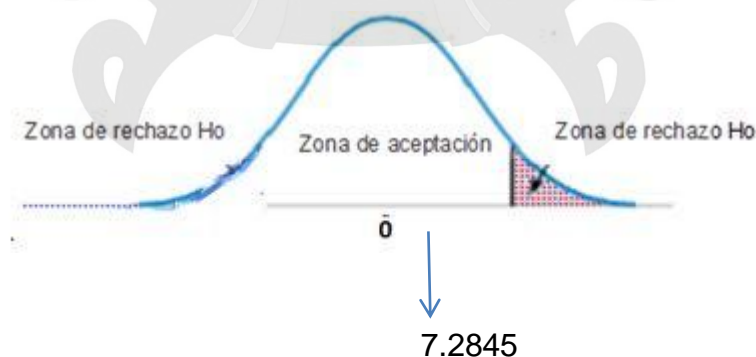 Zona de rechazo Ho
Zona de aceptación
Zona de rechazo Ho
0
7.2845